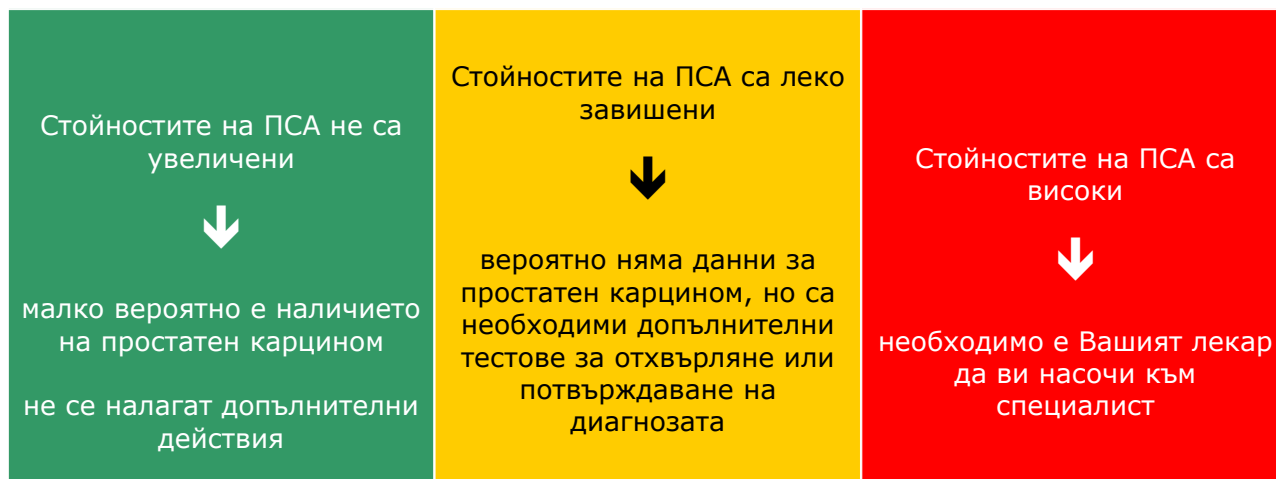 Стойностите на ПСА не са
увеличени
🡻
малко вероятно е наличието
на простатен карцином
не се налагат допълнителни
действия
Стойностите на ПСА са леко
завишени
🡻
вероятно няма данни за
простатен карцином, но са
необходими допълнителни
тестове за отхвърляне или
потвърждаване на
диагнозата
Стойностите на ПСА са
високи
🡻
необходимо е Вашият лекар
да ви насочи към
специалист